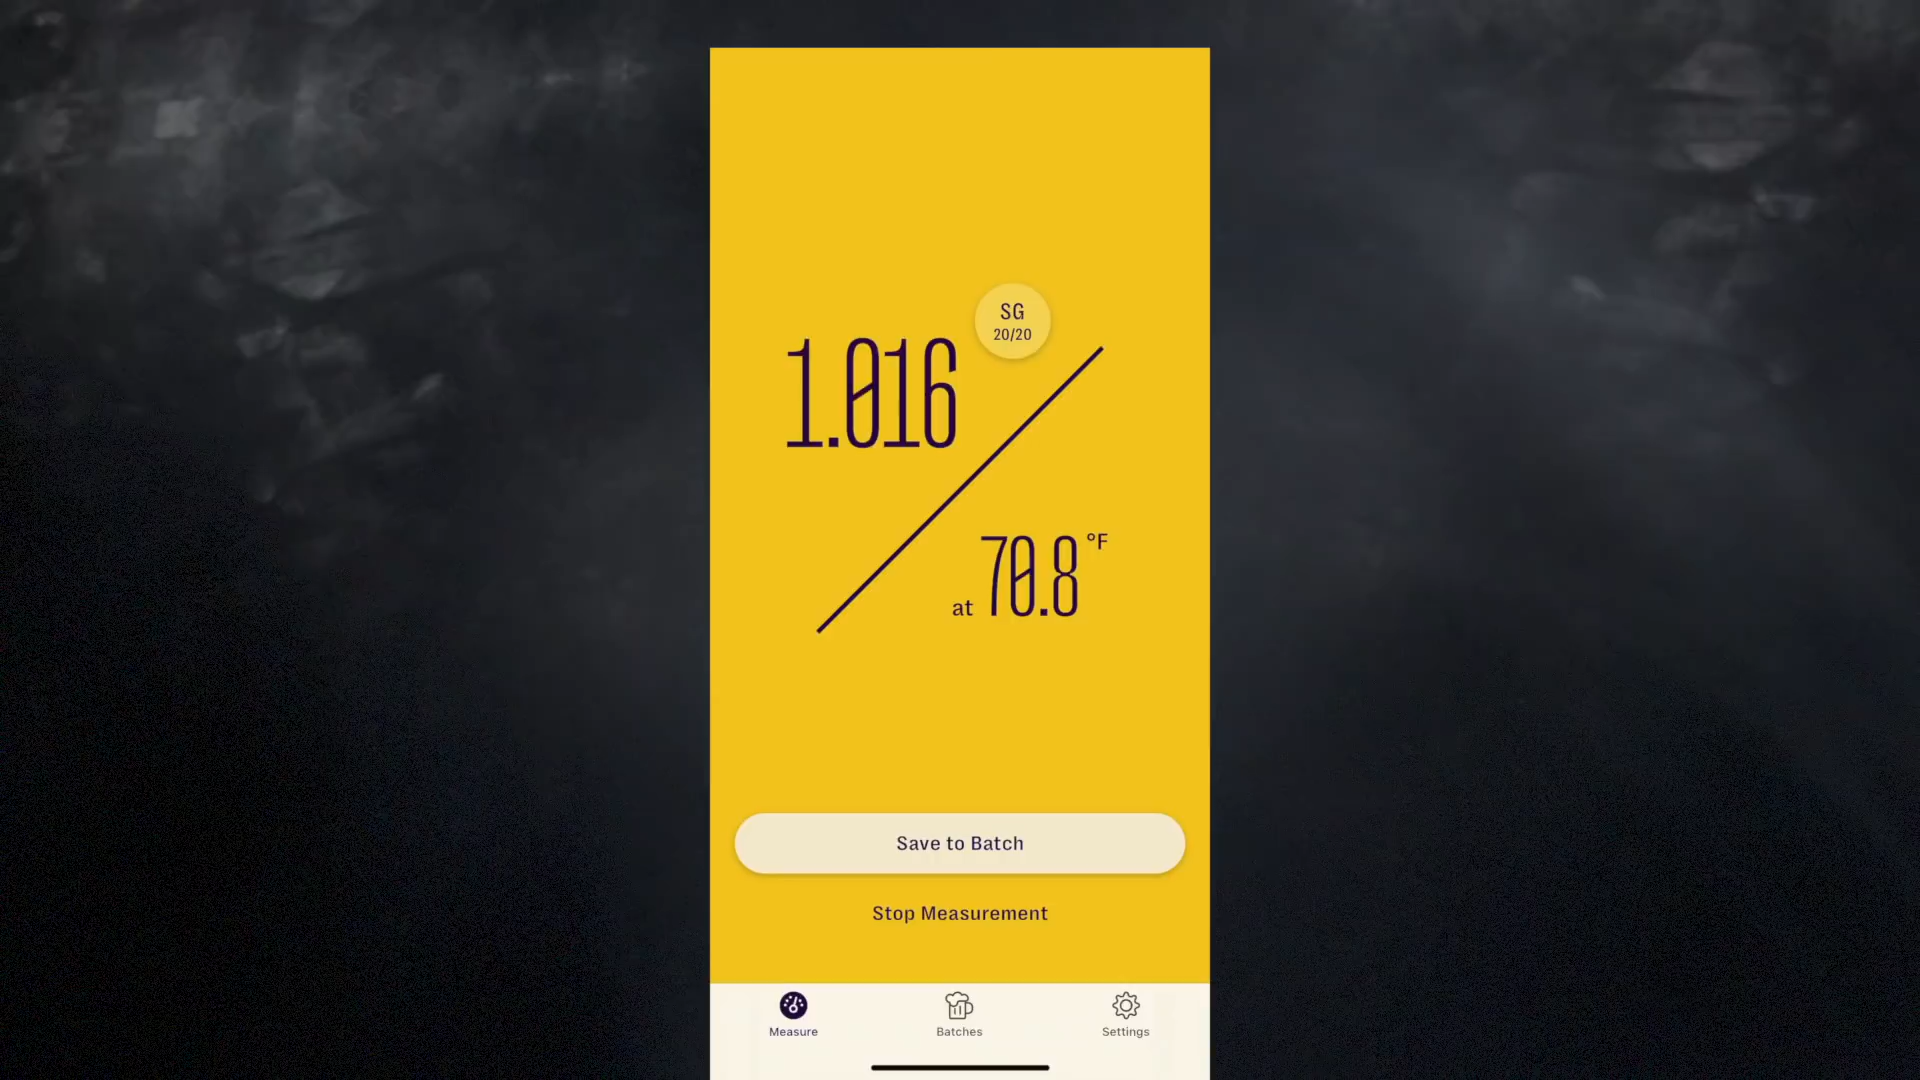 SG
20/20
1.016
at 70.8 °F
Save to Batch
Stop Measurement
Measure
Batches
Settings